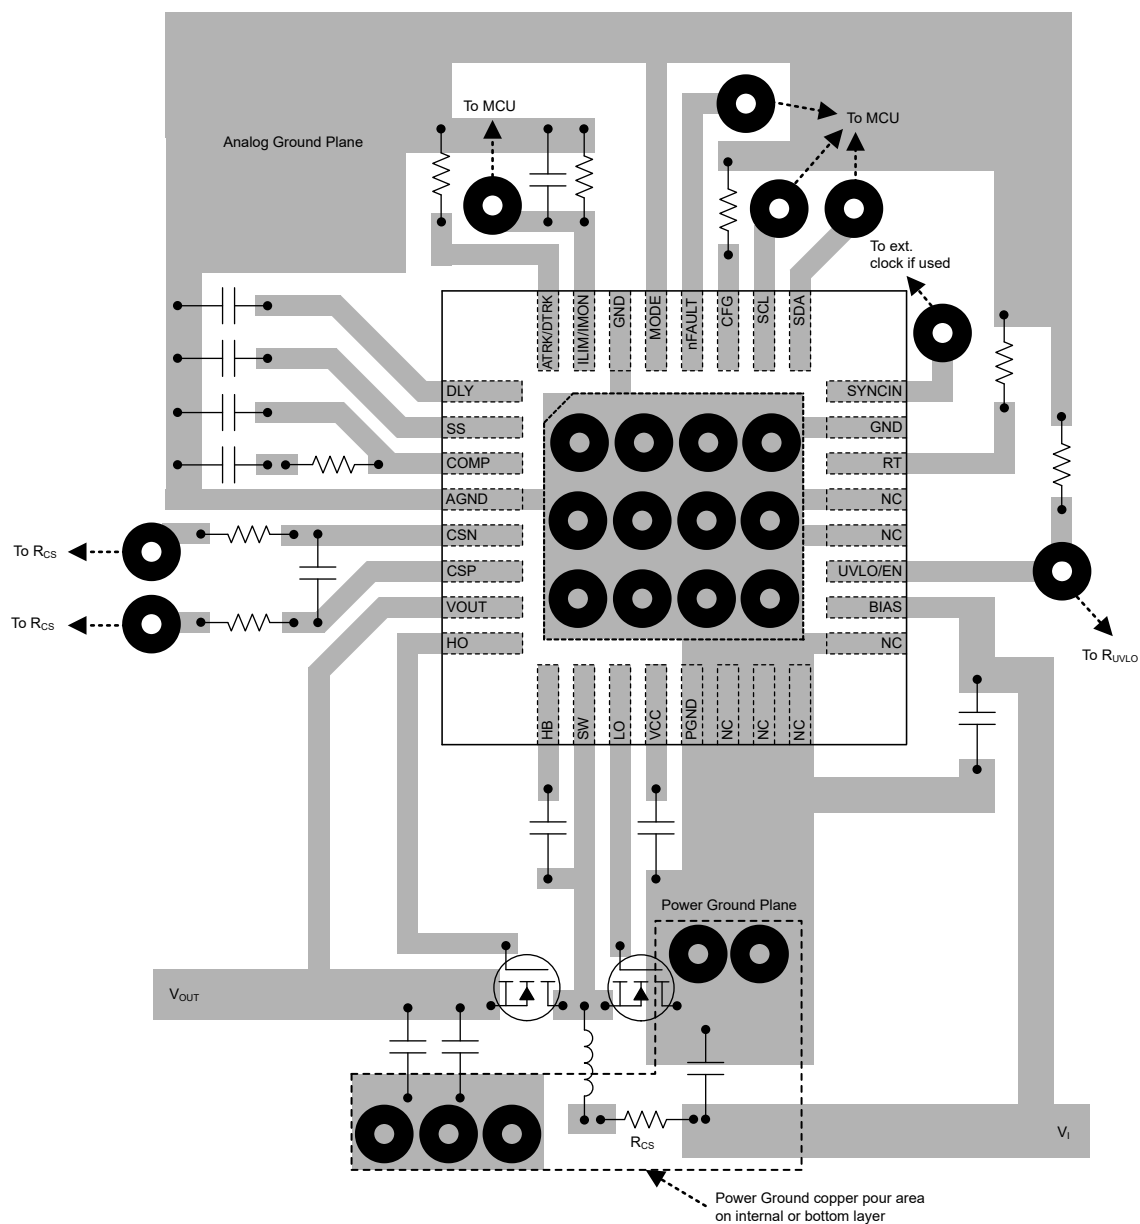 To MCU
To MCU
Analog Ground Plane
To ext.
clock if used
ATRK/DTRK
ILIM/IMON
GND
MODE
nFAULT
CFG
SCL
SDA
DLY
SS
COMP
AGND
CSN
CSP
VOUT
HO
SYNCIN
GND
RT
NC
NC
UVLO/EN
BIAS
NC
To RCS
To RCS
To RUVLO
HB
SW
LO
VCC
PGND
NC
NC
NC
Power Ground Plane
VOUT
RCS
VI
Power Ground copper pour area
on internal or bottom layer